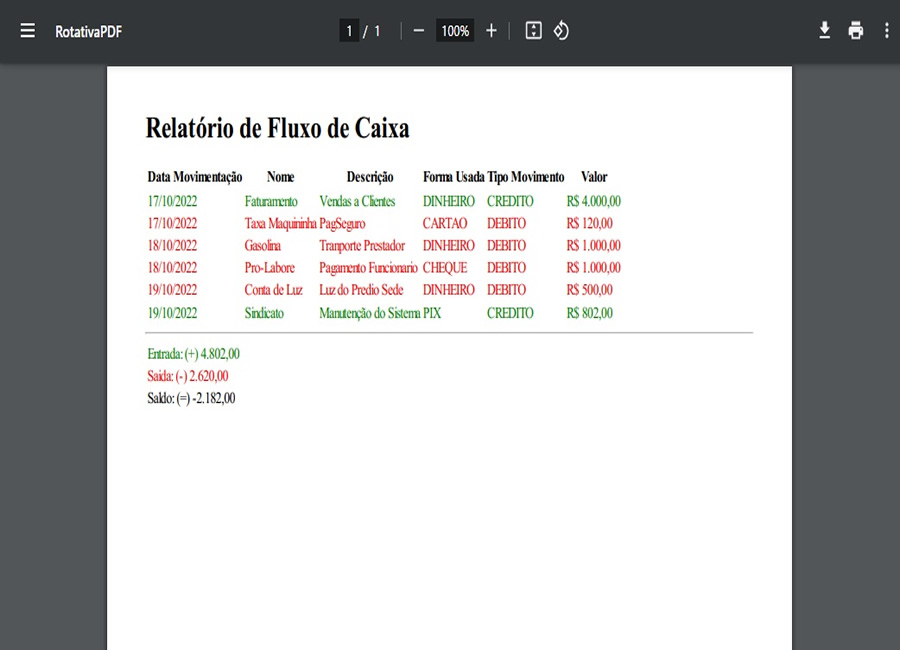 RotativaPDF 1 / 1 100%
Relatório de Fluxo de Caixa
Data Movimentação Nome Descrição Forma Usada Tipo Movimento Valor
17/10/2022 Faturamento Vendas a Clientes DINHEIRO CREDITO R$ 4.000,00
17/10/2022 Taxa Maquininha PagSeguro CARTAO DEBITO R$ 120,00
18/10/2022 Gasolina Tranporte Prestador DINHEIRO DEBITO R$ 1.000,00
18/10/2022 Pro-Labore Pagamento Funcionario CHEQUE DEBITO R$ 1.000,00
19/10/2022 Conta de Luz Luz do Predio Sede DINHEIRO DEBITO R$ 500,00
19/10/2022 Sindicato Manutenção do Sistema PIX CREDITO R$ 802,00
Entrada: (+) 4.802,00
Saida: (-) 2.620,00
Saldo: (=) -2.182,00